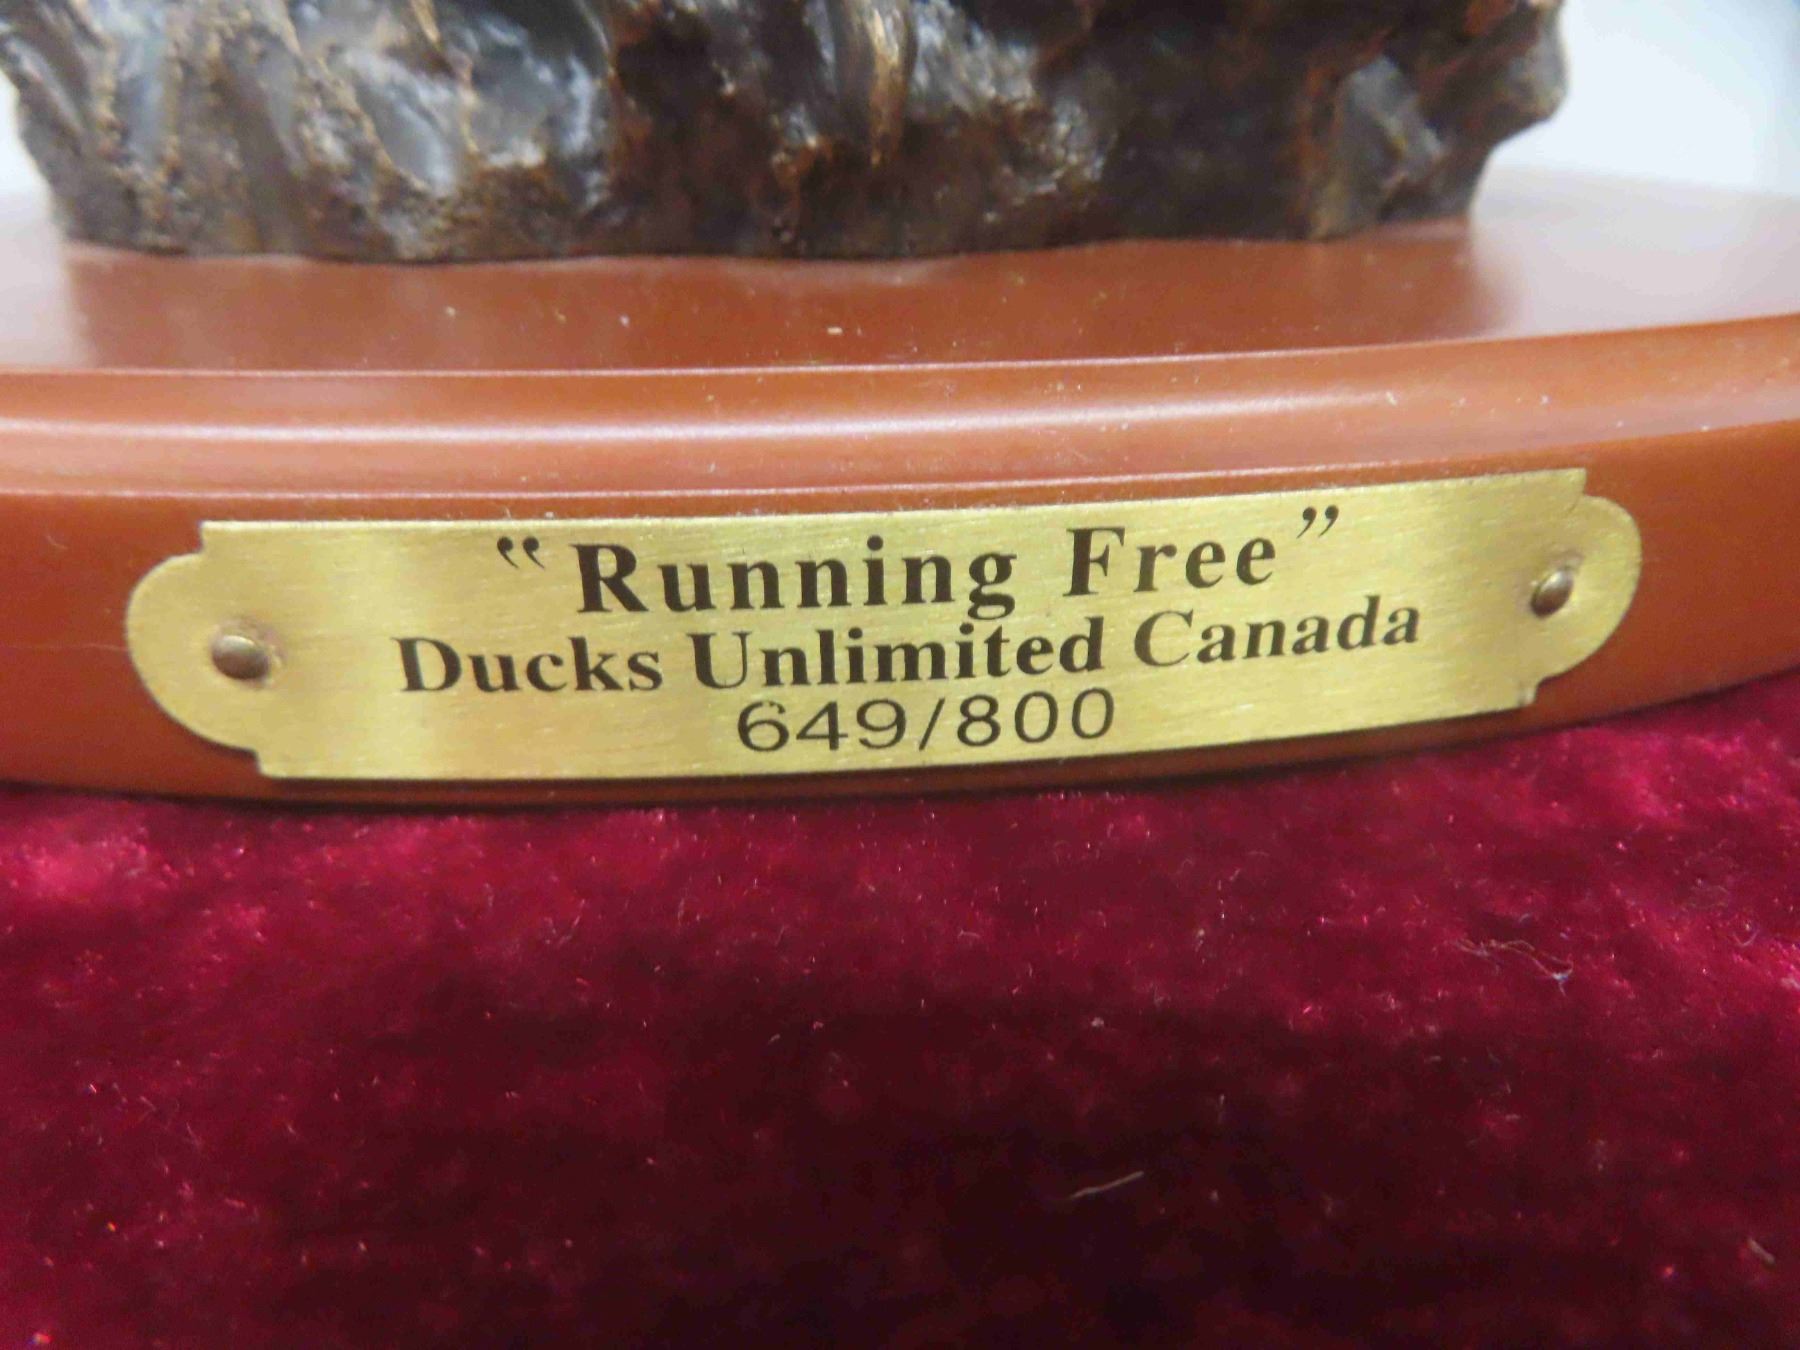 “Running Free”
Ducks Unlimited Canada
649/800